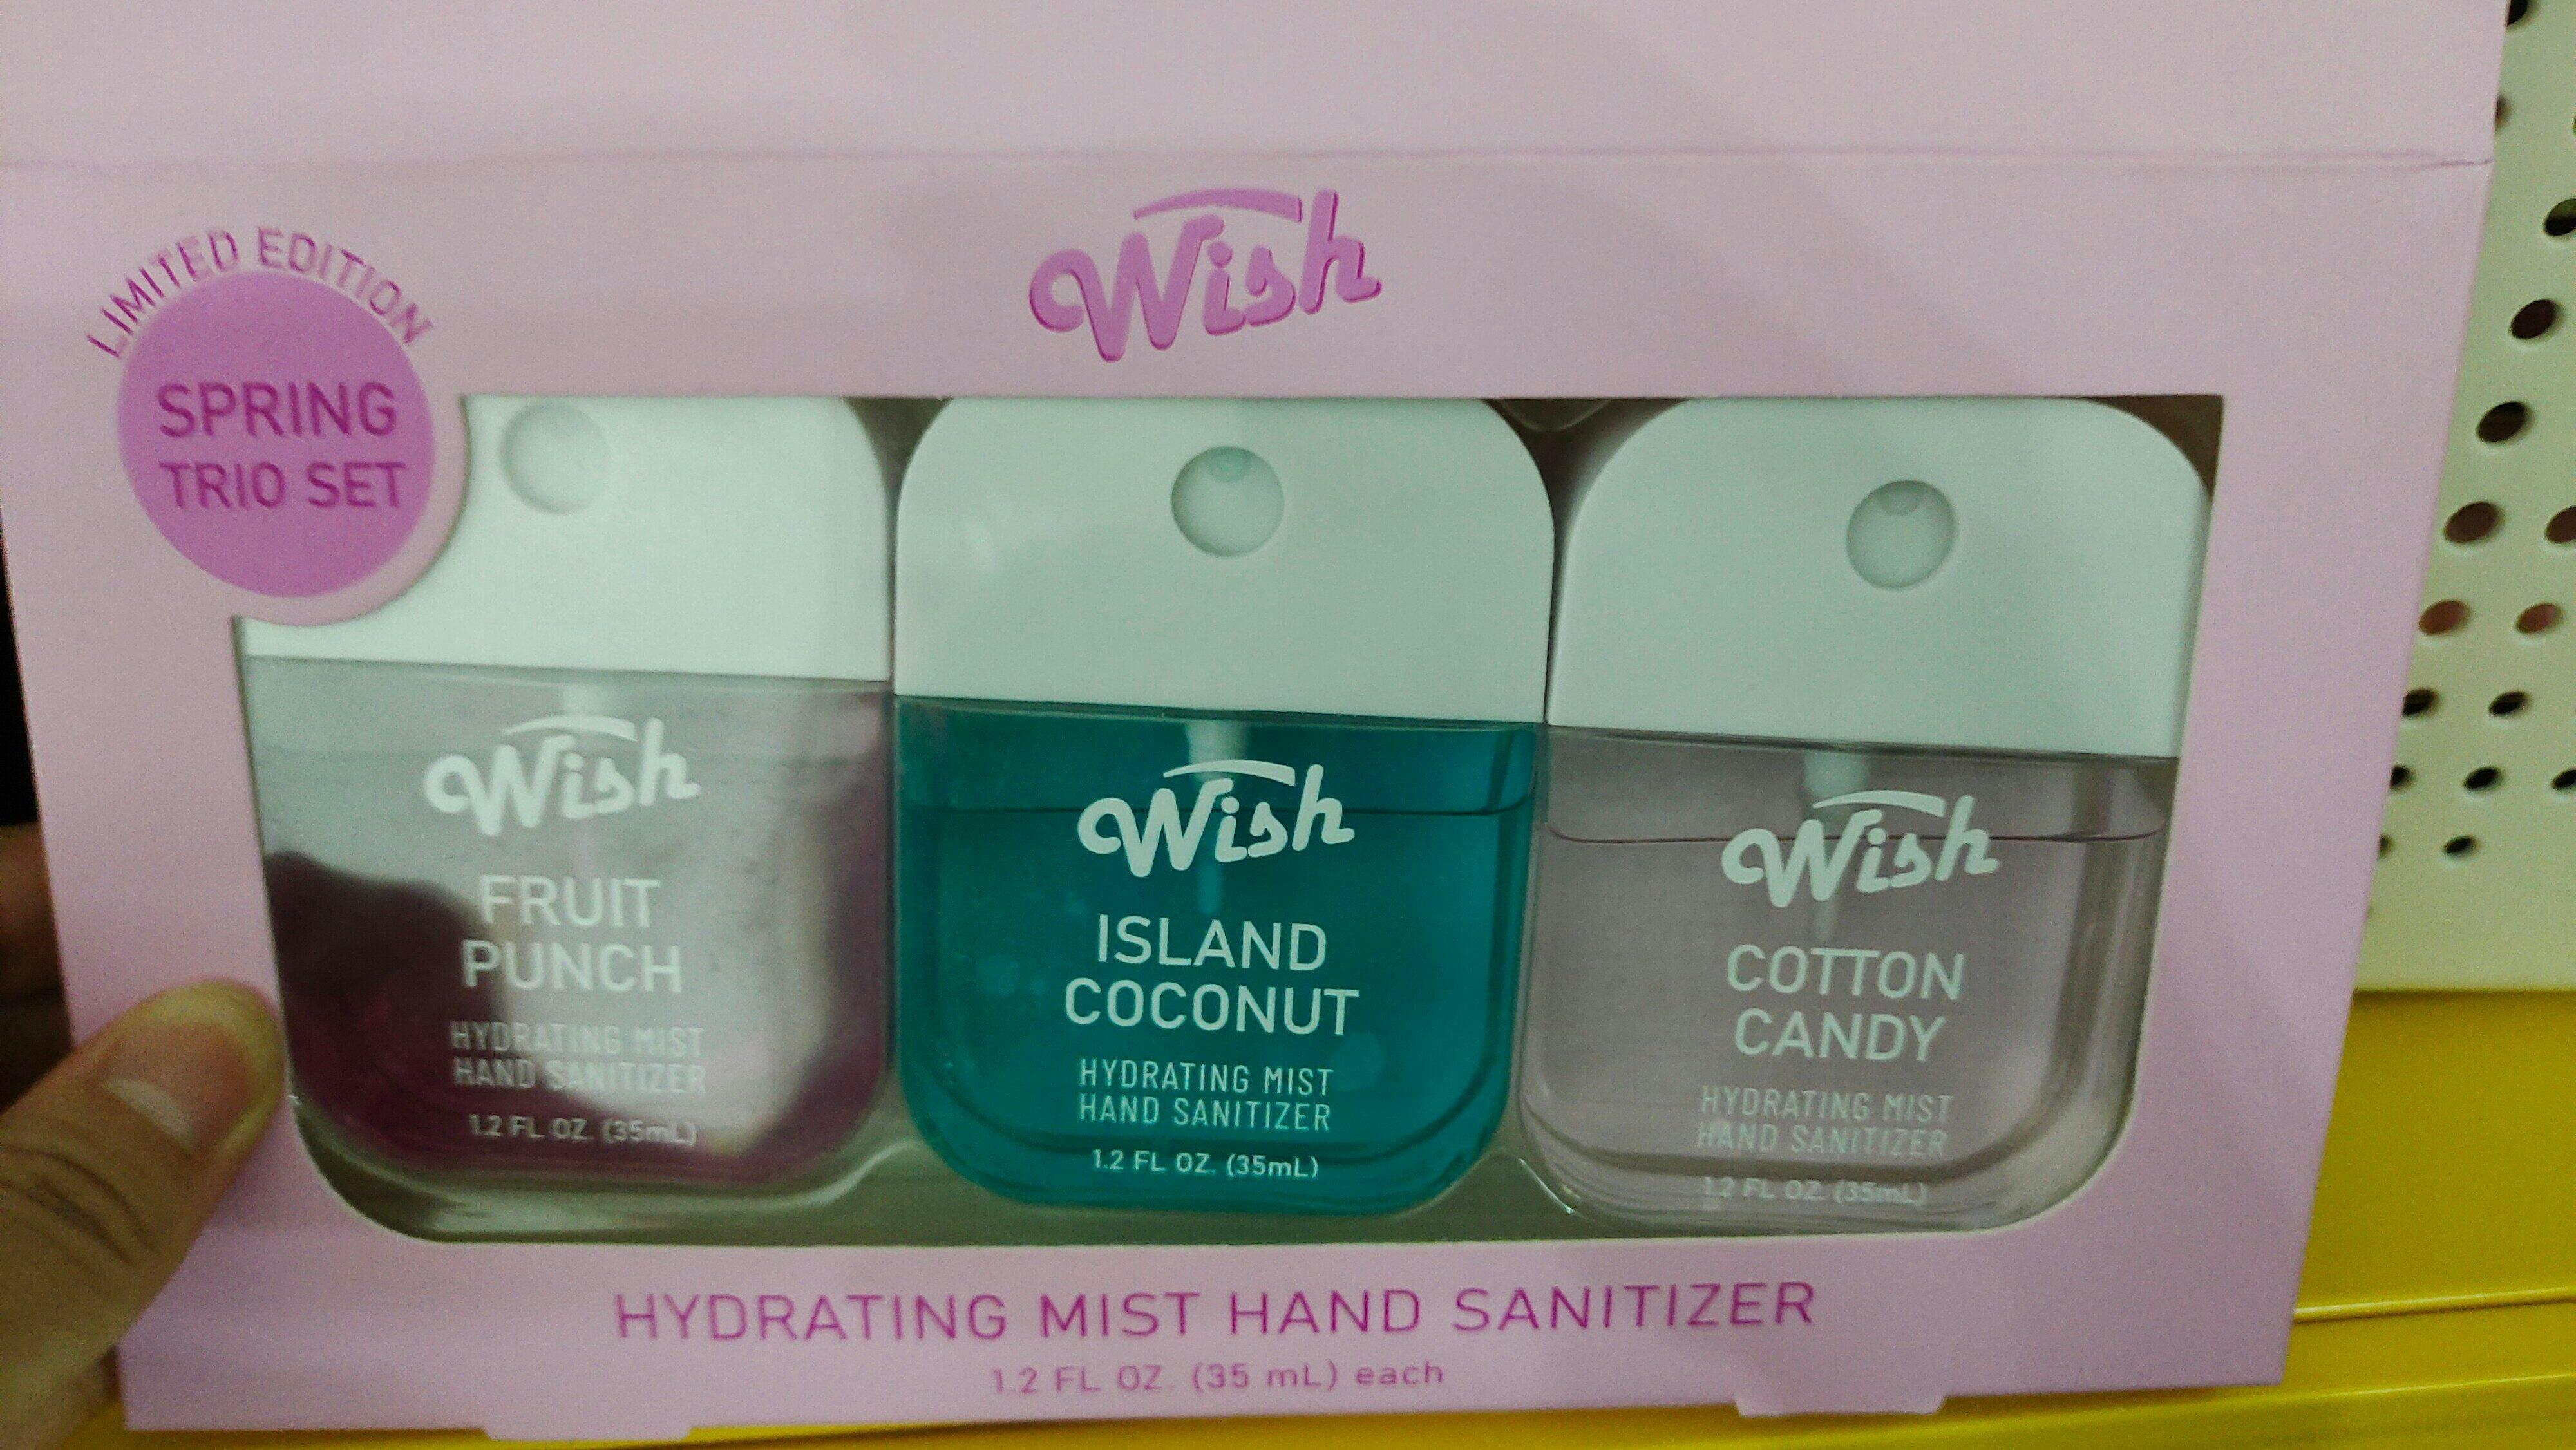 Wish
LIMITED EDITION
SPRING
TRIO SET
Wish
FRUIT
PUNCH
HYDRATING MIST
HAND SANITIZER
1.2 FL OZ. (35mL)
Wish
ISLAND
COCONUT
HYDRATING MIST
HAND SANITIZER
1.2 FL OZ. (35mL)
Wish
COTTON
CANDY
HYDRATING MIST
HAND SANITIZER
1.2 FL OZ. (35mL)
HYDRATING MIST HAND SANITIZER
1.2 FL OZ. (35 mL) each